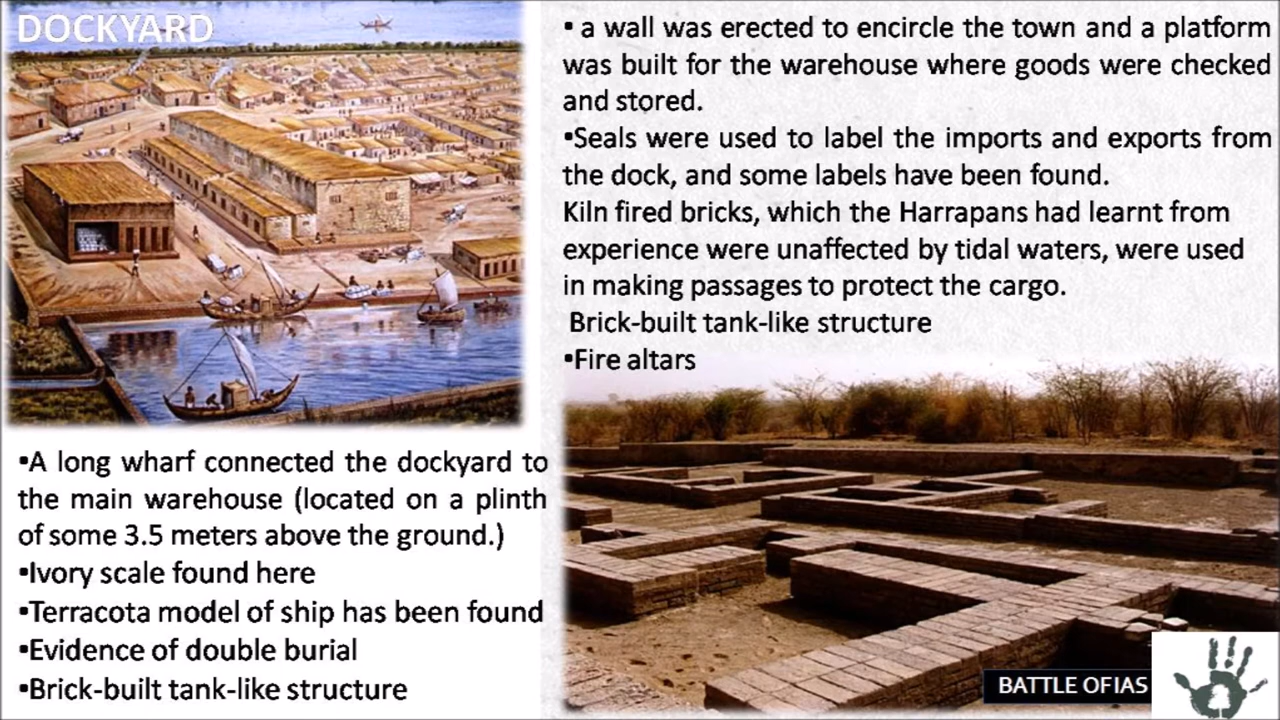 DOCKYARD
•A long wharf connected the dockyard to
the main warehouse (located on a plinth
of some 3.5 meters above the ground.)
•Ivory scale found here
•Terracota model of ship has been found
•Evidence of double burial
•Brick-built tank-like structure
• a wall was erected to encircle the town and a platform
was built for the warehouse where goods were checked
and stored.
•Seals were used to label the imports and exports from
the dock, and some labels have been found.
Kiln fired bricks, which the Harrapans had learnt from
experience were unaffected by tidal waters, were used
in making passages to protect the cargo.
Brick-built tank-like structure
•Fire altars
BATTLE OF IAS